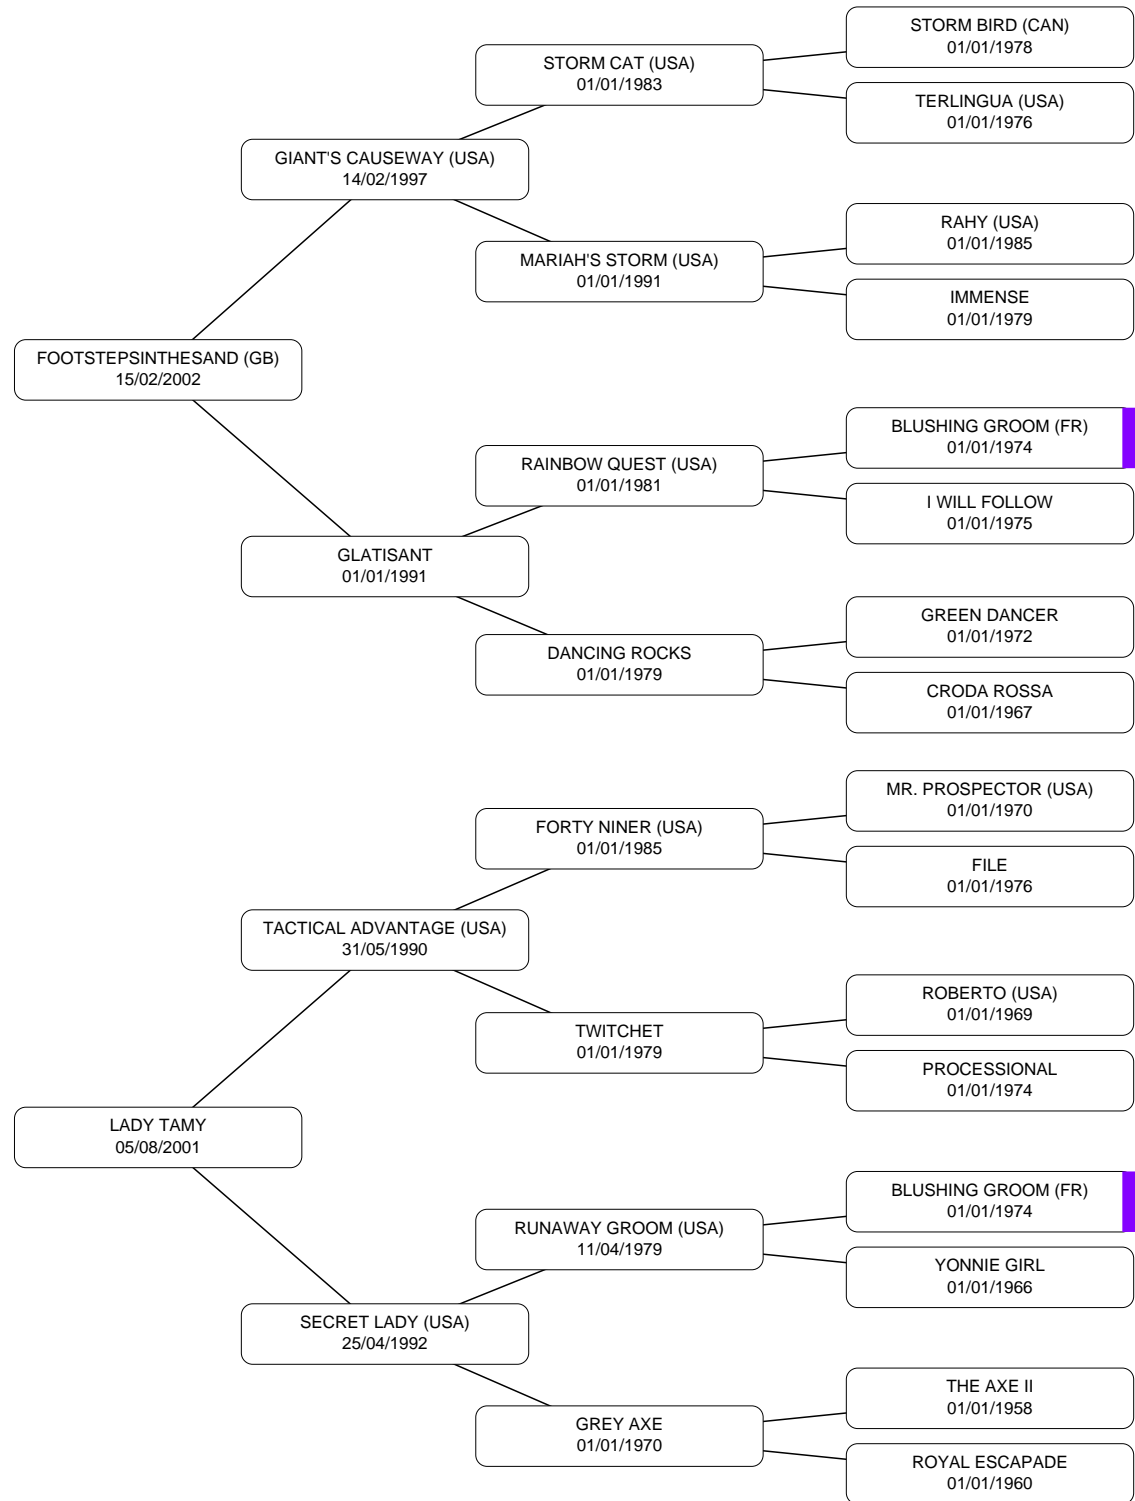 STORM BIRD (CAN)
01/01/1978
STORM CAT (USA)
01/01/1983
TERLINGUA (USA)
01/01/1976
GIANT'S CAUSEWAY (USA)
14/02/1997
RAHY (USA)
01/01/1985
MARIAH'S STORM (USA)
01/01/1991
IMMENSE
01/01/1979
FOOTSTEPSINTHESAND (GB)
15/02/2002
BLUSHING GROOM (FR)
01/01/1974
RAINBOW QUEST (USA)
01/01/1981
I WILL FOLLOW
01/01/1975
GLATISANT
01/01/1991
GREEN DANCER
01/01/1972
DANCING ROCKS
01/01/1979
CRODA ROSSA
01/01/1967
MR. PROSPECTOR (USA)
01/01/1970
FORTY NINER (USA)
01/01/1985
FILE
01/01/1976
TACTICAL ADVANTAGE (USA)
31/05/1990
ROBERTO (USA)
01/01/1969
TWITCHET
01/01/1979
PROCESSIONAL
01/01/1974
LADY TAMY
05/08/2001
BLUSHING GROOM (FR)
01/01/1974
RUNAWAY GROOM (USA)
11/04/1979
YONNIE GIRL
01/01/1966
SECRET LADY (USA)
25/04/1992
THE AXE II
01/01/1958
GREY AXE
01/01/1970
ROYAL ESCAPADE
01/01/1960